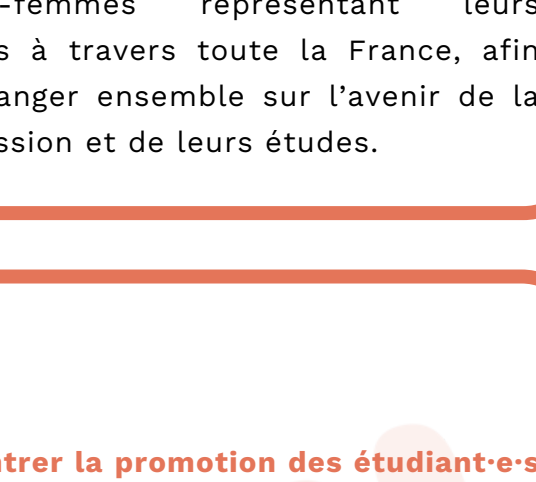 -femmes représentant leurs
s à travers toute la France, afin
anger ensemble sur l’avenir de la
ssion et de leurs études.
ntrer la promotion des étudiant·e·s